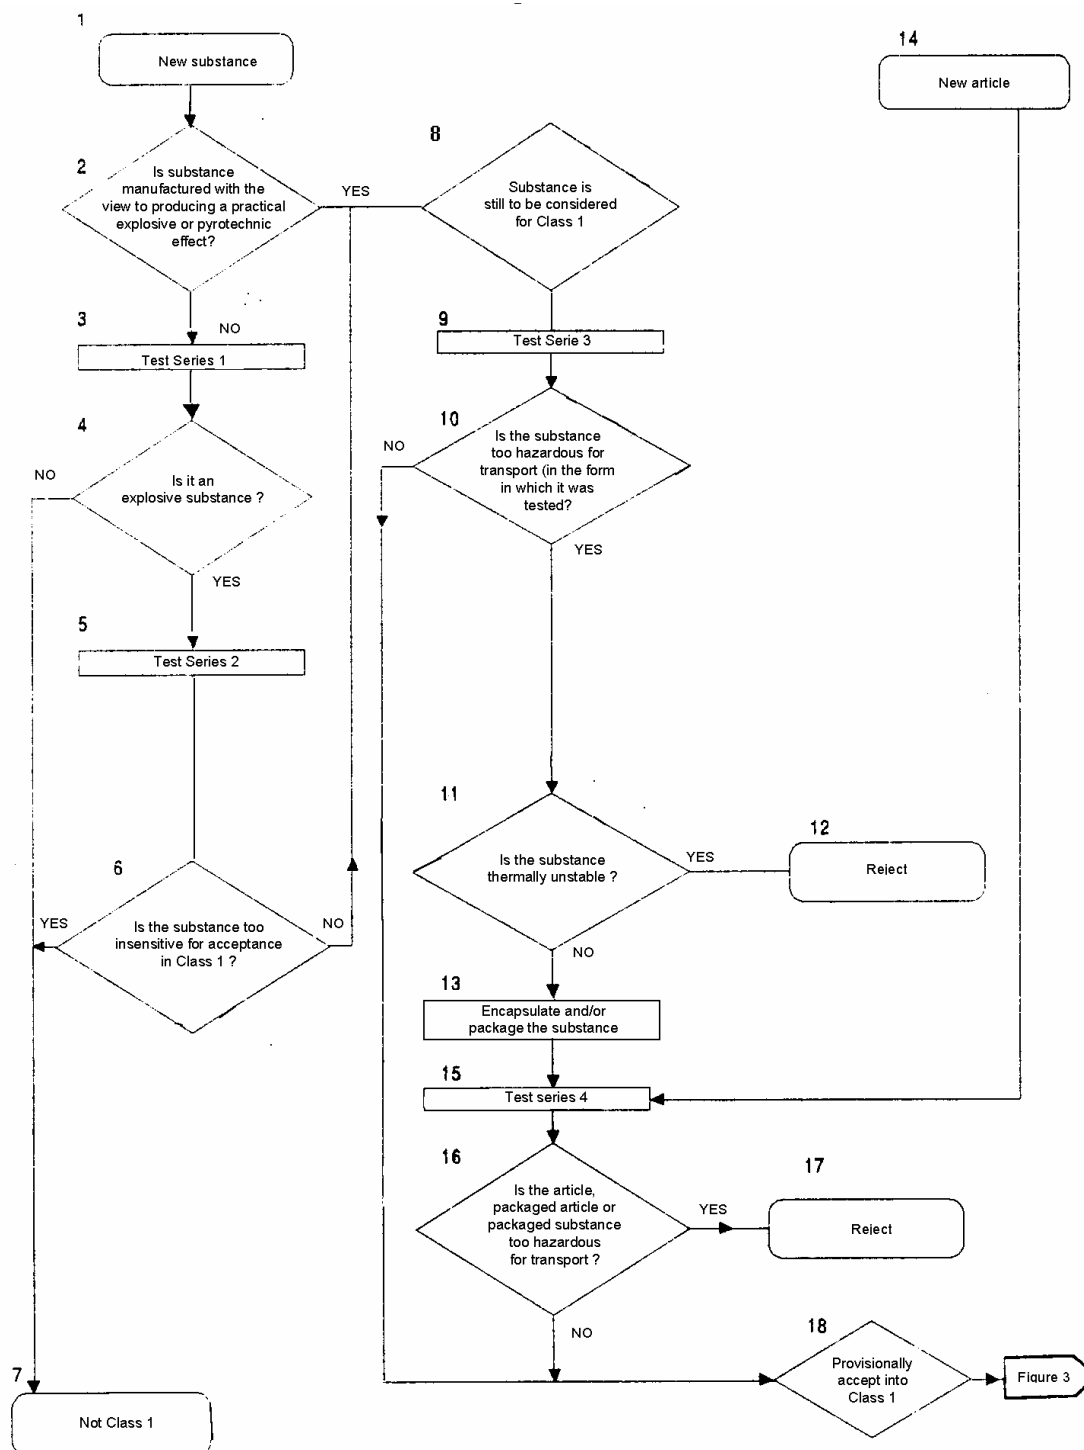 1
New substance
2
Is substance
manufactured with the
view to producing a practical
explosive or pyrotechnic
effect?
YES
NO
3
Test Series 1
4
Is it an
explosive substance ?
NO
YES
5
Test Series 2
6
Is the substance too
insensitive for acceptance
in Class 1 ?
YES
NO
7
Not Class 1
8
Substance is
still to be considered
for Class 1
9
Test Serie 3
10
Is the substance
too hazardous for
transport (in the form
in which it was
tested?
NO
YES
11
Is the substance
thermally unstable ?
YES
NO
12
Reject
13
Encapsulate and/or
package the substance
14
New article
15
Test series 4
16
Is the article,
packaged article or
packaged substance
too hazardous
for transport ?
YES
NO
17
Reject
18
Provisionally
accept into
Class 1
Figure 3